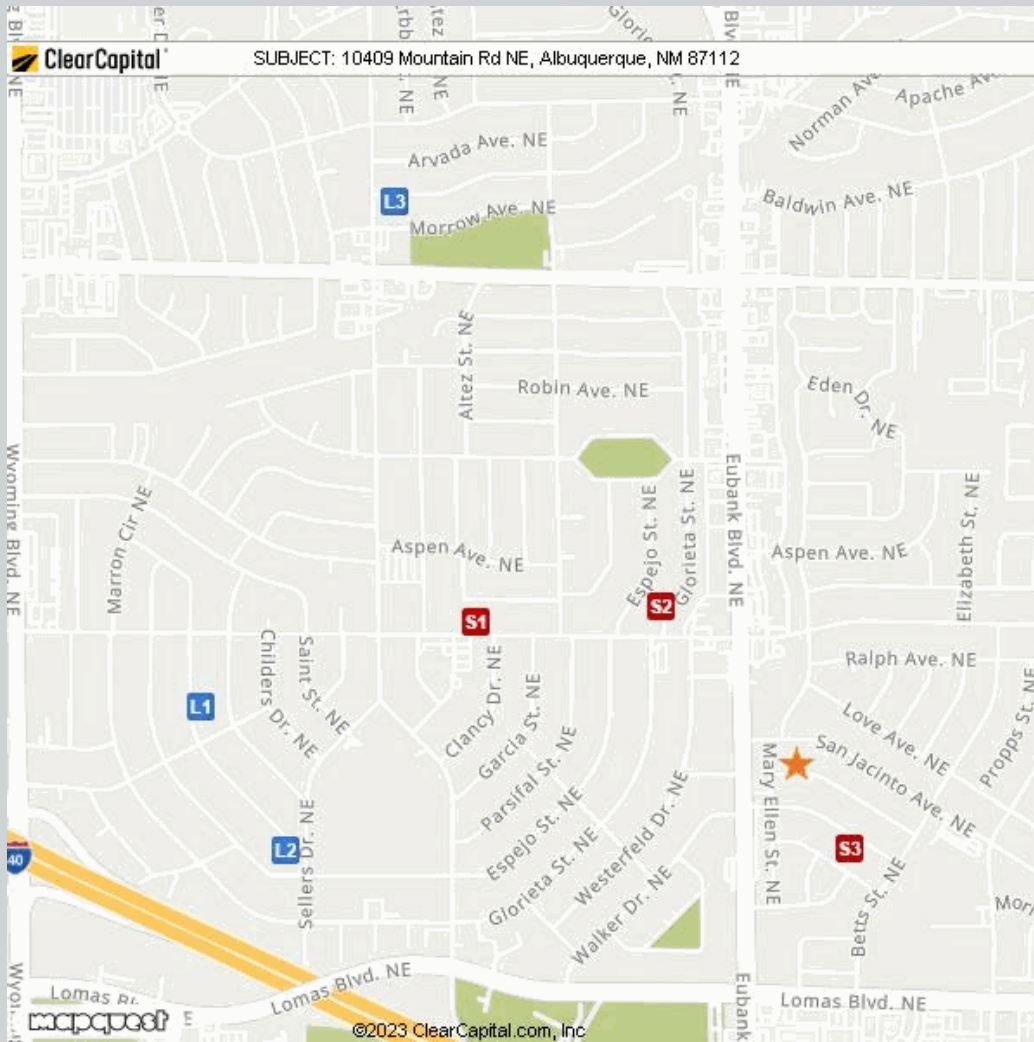 ClearCapital
SUBJECT: 10409 Mountain Rd NE, Albuquerque, NM 87112
NE
NE
NE
Norman Ave
Apache Av
Arvada Ave. NE
L3
Morrow Ave. NE
Baldwin Ave. NE
Altez St. NE
Robin Ave. NE
Eden Dr. NE
Wyoming Blvd. NE
Marron Cir NE
Espejo St. NE
Glorieta St. NE
Eubank Blvd. NE
Elizabeth St. NE
Aspen Ave. NE
Aspen Ave. NE
S1
S2
Childers Dr. NE
Saint St. NE
Ralph Ave. NE
L1
Clancy Dr. NE
Garcia St. NE
Parsifal St. NE
Love Ave. NE
Propps St. NE
San Jacinto Ave. NE
Mary Ellen St. NE
Espejo St. NE
Westerfeld Dr. NE
L2
S3
40
Sellers Dr. NE
Glorieta St. NE
Walker Dr. NE
Betts St. NE
Lomas Blvd. NE
Eubank
Lomas Blvd. NE
mapquest
©2023 ClearCapital.com, Inc